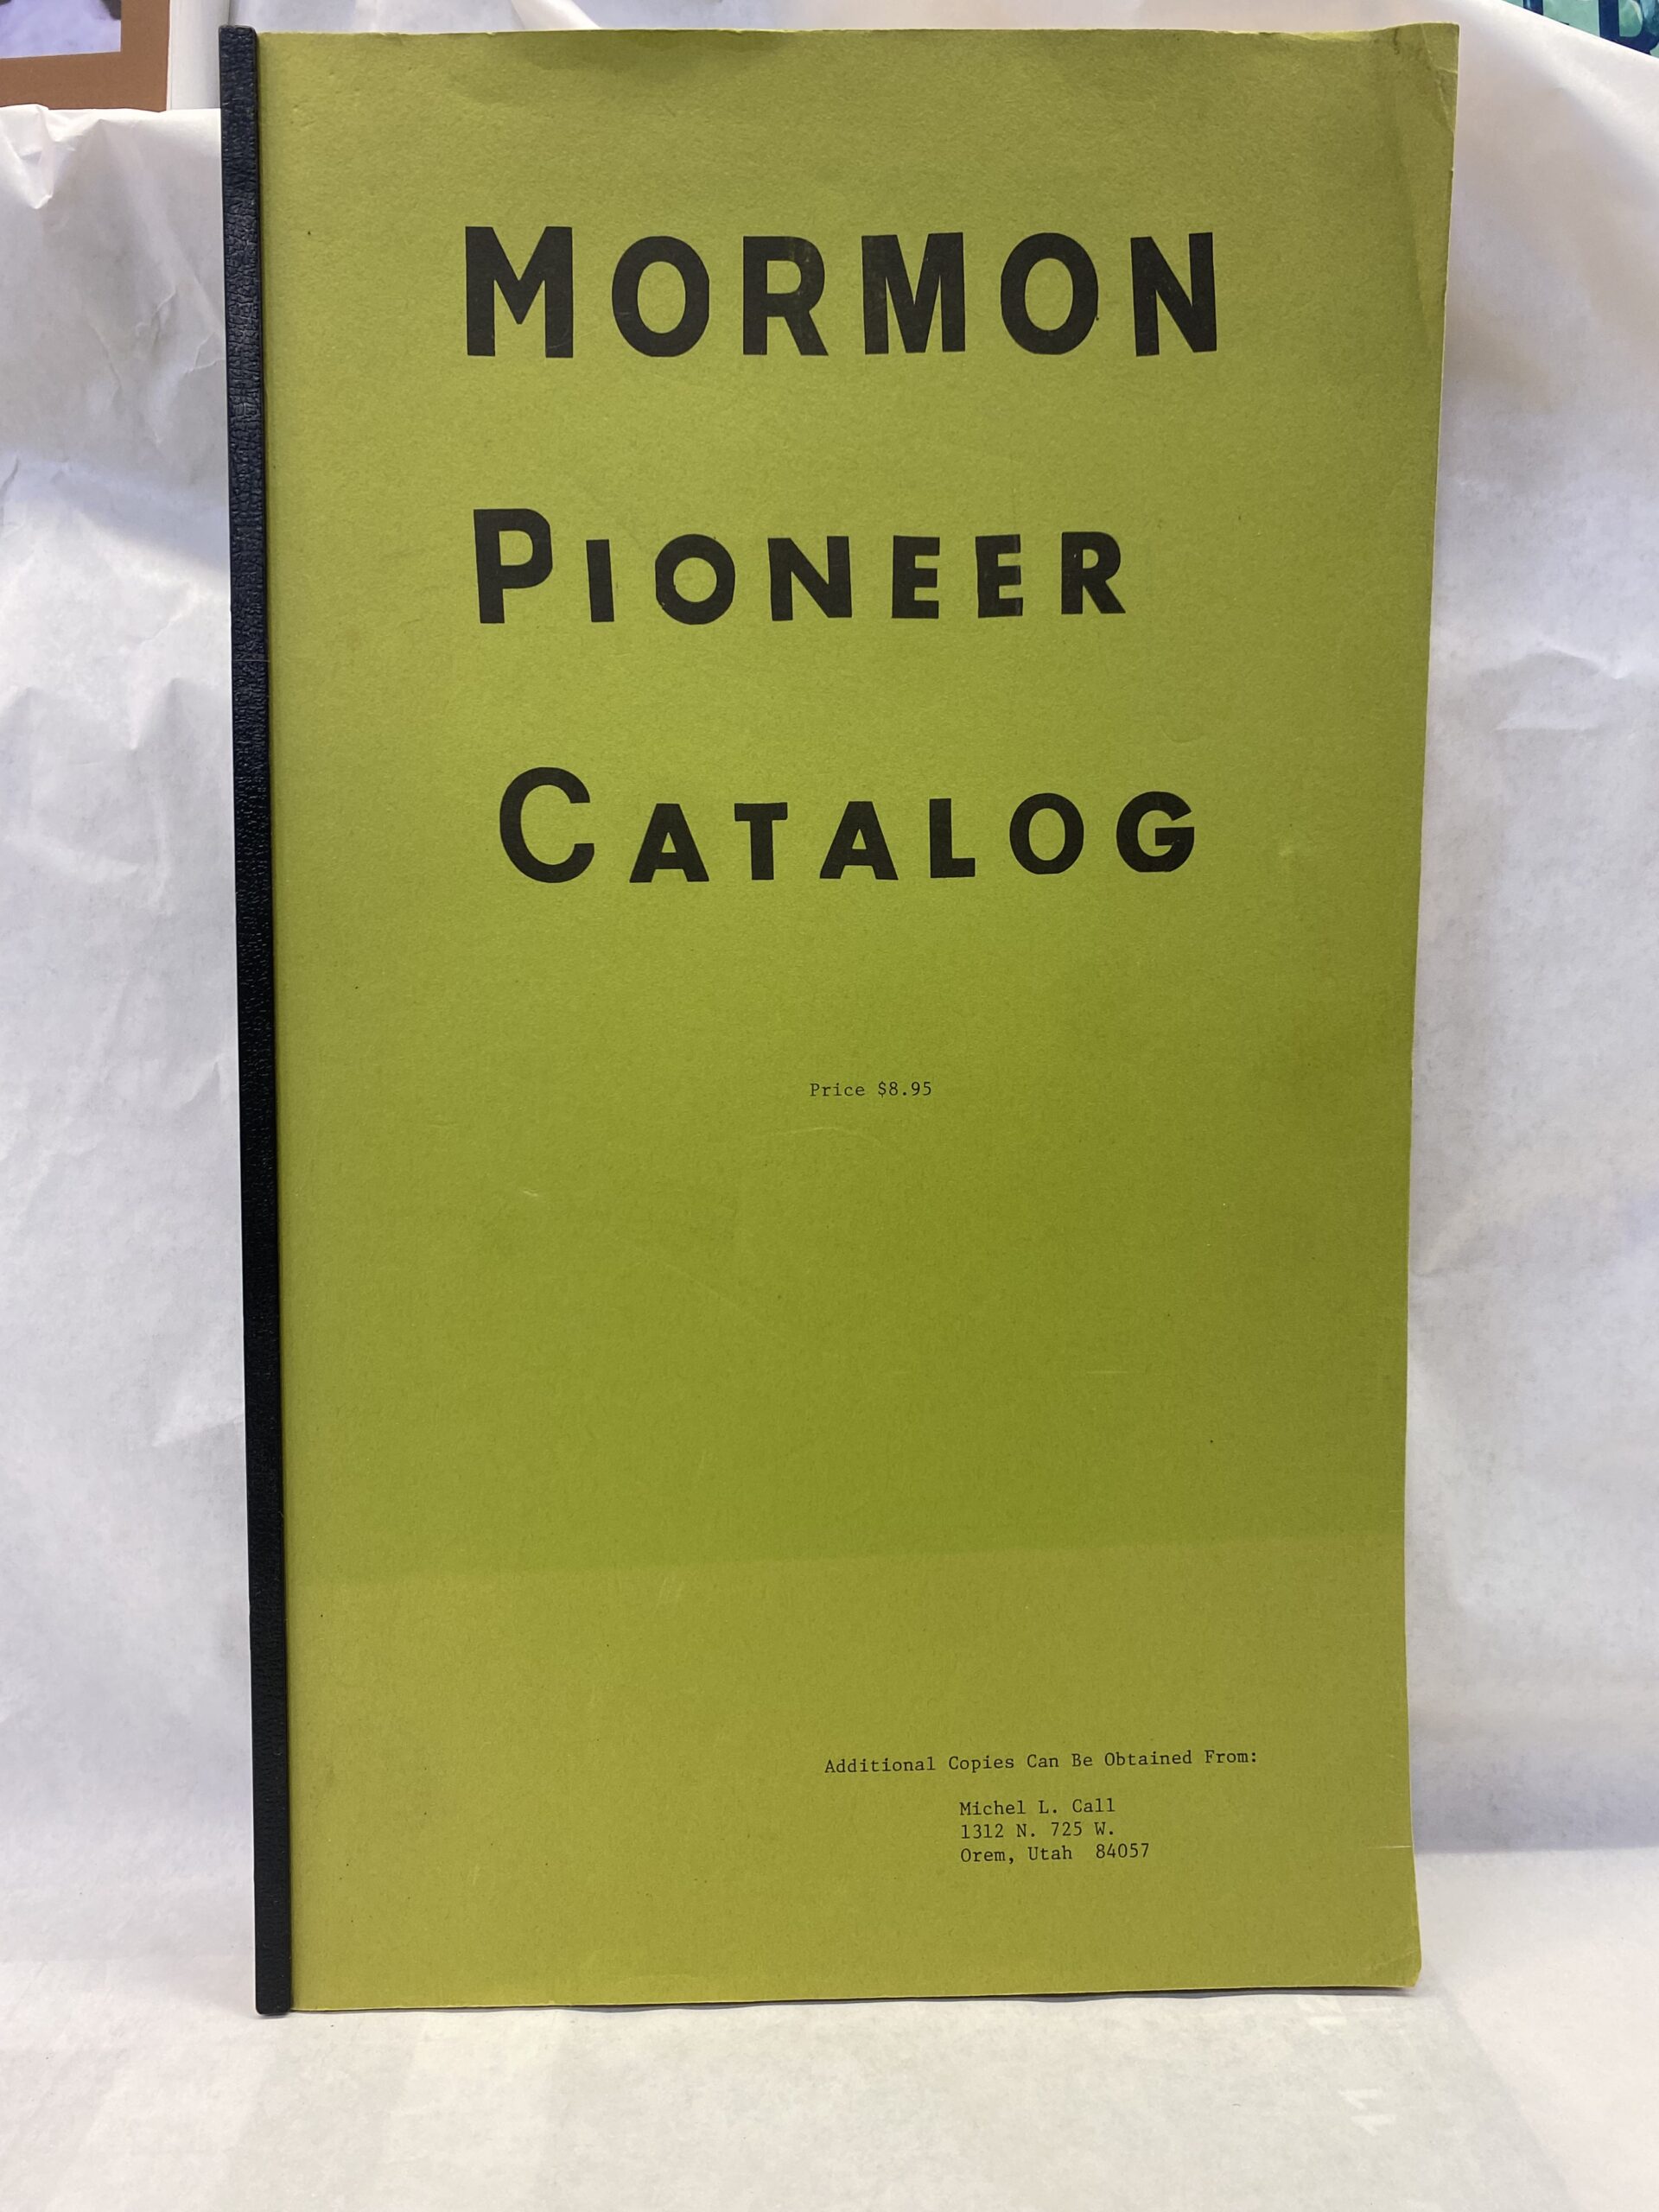 MORMON
PIONEER
CATALOG
Price $8.95
Additional Copies Can Be Obtained From:
Michel L. Call
1312 N. 725 W.
Orem, Utah 84057